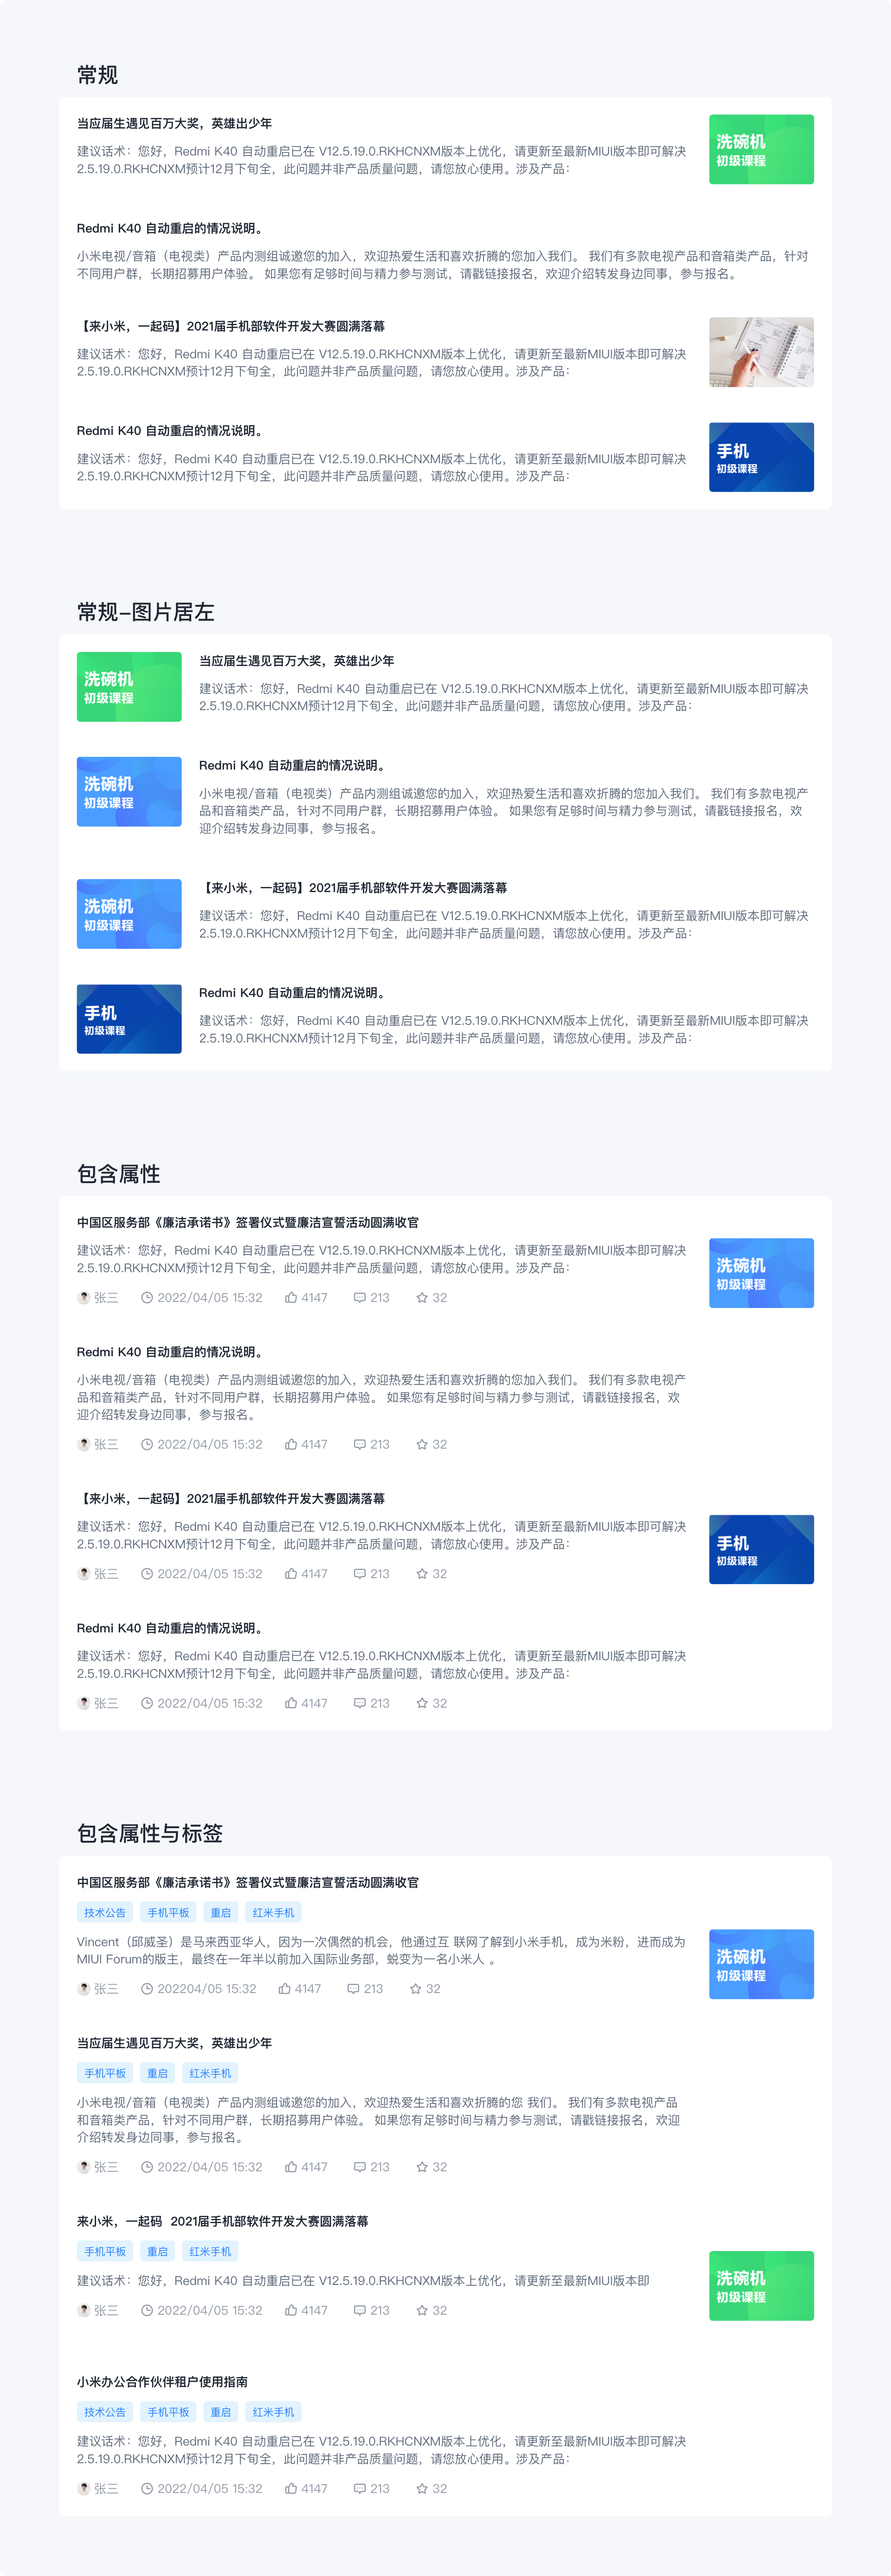 常规
当应届生遇见百万大奖，英雄出少年
建议话术：您好，Redmi K40 自动重启已在 V12.5.19.0.RKHCNXM版本上优化，请更新至最新MIUI版本即可解决
2.5.19.0.RKHCNXM预计12月下旬全，此问题并非产品质量问题，请您放心使用。涉及产品：
洗碗机
初级课程
Redmi K40 自动重启的情况说明。
小米电视/音箱（电视类）产品内测组诚邀您的加入，欢迎热爱生活和喜欢折腾的您加入我们。 我们有多款电视产品和音箱类产品，针对
不同用户群，长期招募用户体验。 如果您有足够时间与精力参与测试，请戳链接报名，欢迎介绍转发身边同事，参与报名。
【来小米，一起码】2021届手机部软件开发大赛圆满落幕
建议话术：您好，Redmi K40 自动重启已在 V12.5.19.0.RKHCNXM版本上优化，请更新至最新MIUI版本即可解决
2.5.19.0.RKHCNXM预计12月下旬全，此问题并非产品质量问题，请您放心使用。涉及产品：
Redmi K40 自动重启的情况说明。
建议话术：您好，Redmi K40 自动重启已在 V12.5.19.0.RKHCNXM版本上优化，请更新至最新MIUI版本即可解决
2.5.19.0.RKHCNXM预计12月下旬全，此问题并非产品质量问题，请您放心使用。涉及产品：
手机
初级课程
常规-图片居左
洗碗机
初级课程
当应届生遇见百万大奖，英雄出少年
建议话术：您好，Redmi K40 自动重启已在 V12.5.19.0.RKHCNXM版本上优化，请更新至最新MIUI版本即可解决
2.5.19.0.RKHCNXM预计12月下旬全，此问题并非产品质量问题，请您放心使用。涉及产品：
洗碗机
初级课程
Redmi K40 自动重启的情况说明。
小米电视/音箱（电视类）产品内测组诚邀您的加入，欢迎热爱生活和喜欢折腾的您加入我们。 我们有多款电视产
品和音箱类产品，针对不同用户群，长期招募用户体验。 如果您有足够时间与精力参与测试，请戳链接报名，欢
迎介绍转发身边同事，参与报名。
洗碗机
初级课程
【来小米，一起码】2021届手机部软件开发大赛圆满落幕
建议话术：您好，Redmi K40 自动重启已在 V12.5.19.0.RKHCNXM版本上优化，请更新至最新MIUI版本即可解决
2.5.19.0.RKHCNXM预计12月下旬全，此问题并非产品质量问题，请您放心使用。涉及产品：
手机
初级课程
Redmi K40 自动重启的情况说明。
建议话术：您好，Redmi K40 自动重启已在 V12.5.19.0.RKHCNXM版本上优化，请更新至最新MIUI版本即可解决
2.5.19.0.RKHCNXM预计12月下旬全，此问题并非产品质量问题，请您放心使用。涉及产品：
包含属性
中国区服务部《廉洁承诺书》签署仪式暨廉洁宣誓活动圆满收官
建议话术：您好，Redmi K40 自动重启已在 V12.5.19.0.RKHCNXM版本上优化，请更新至最新MIUI版本即可解决
2.5.19.0.RKHCNXM预计12月下旬全，此问题并非产品质量问题，请您放心使用。涉及产品：
张三 2022/04/05 15:32 4147 213 32
洗碗机
初级课程
Redmi K40 自动重启的情况说明。
小米电视/音箱（电视类）产品内测组诚邀您的加入，欢迎热爱生活和喜欢折腾的您加入我们。 我们有多款电视产
品和音箱类产品，针对不同用户群，长期招募用户体验。 如果您有足够时间与精力参与测试，请戳链接报名，欢
迎介绍转发身边同事，参与报名。
张三 2022/04/05 15:32 4147 213 32
【来小米，一起码】2021届手机部软件开发大赛圆满落幕
建议话术：您好，Redmi K40 自动重启已在 V12.5.19.0.RKHCNXM版本上优化，请更新至最新MIUI版本即可解决
2.5.19.0.RKHCNXM预计12月下旬全，此问题并非产品质量问题，请您放心使用。涉及产品：
张三 2022/04/05 15:32 4147 213 32
手机
初级课程
Redmi K40 自动重启的情况说明。
建议话术：您好，Redmi K40 自动重启已在 V12.5.19.0.RKHCNXM版本上优化，请更新至最新MIUI版本即可解决
2.5.19.0.RKHCNXM预计12月下旬全，此问题并非产品质量问题，请您放心使用。涉及产品：
张三 2022/04/05 15:32 4147 213 32
包含属性与标签
中国区服务部《廉洁承诺书》签署仪式暨廉洁宣誓活动圆满收官
技术公告 手机平板 重启 红米手机
Vincent（邱威圣）是马来西亚华人，因为一次偶然的机会，他通过互 联网了解到小米手机，成为米粉，进而成为
MIUI Forum的版主，最终在一年半以前加入国际业务部，蜕变为一名小米人 。
张三 202204/05 15:32 4147 213 32
洗碗机
初级课程
当应届生遇见百万大奖，英雄出少年
手机平板 重启 红米手机
小米电视/音箱（电视类）产品内测组诚邀您的加入，欢迎热爱生活和喜欢折腾的您 我们。 我们有多款电视产品
和音箱类产品，针对不同用户群，长期招募用户体验。 如果您有足够时间与精力参与测试，请戳链接报名，欢迎
介绍转发身边同事，参与报名。
张三 2022/04/05 15:32 4147 213 32
来小米，一起码 2021届手机部软件开发大赛圆满落幕
手机平板 重启 红米手机
建议话术：您好，Redmi K40 自动重启已在 V12.5.19.0.RKHCNXM版本上优化，请更新至最新MIUI版本即
张三 2022/04/05 15:32 4147 213 32
洗碗机
初级课程
小米办公合作伙伴租户使用指南
技术公告 手机平板 重启 红米手机
建议话术：您好，Redmi K40 自动重启已在 V12.5.19.0.RKHCNXM版本上优化，请更新至最新MIUI版本即可解决
2.5.19.0.RKHCNXM预计12月下旬全，此问题并非产品质量问题，请您放心使用。涉及产品：
张三 2022/04/05 15:32 4147 213 32